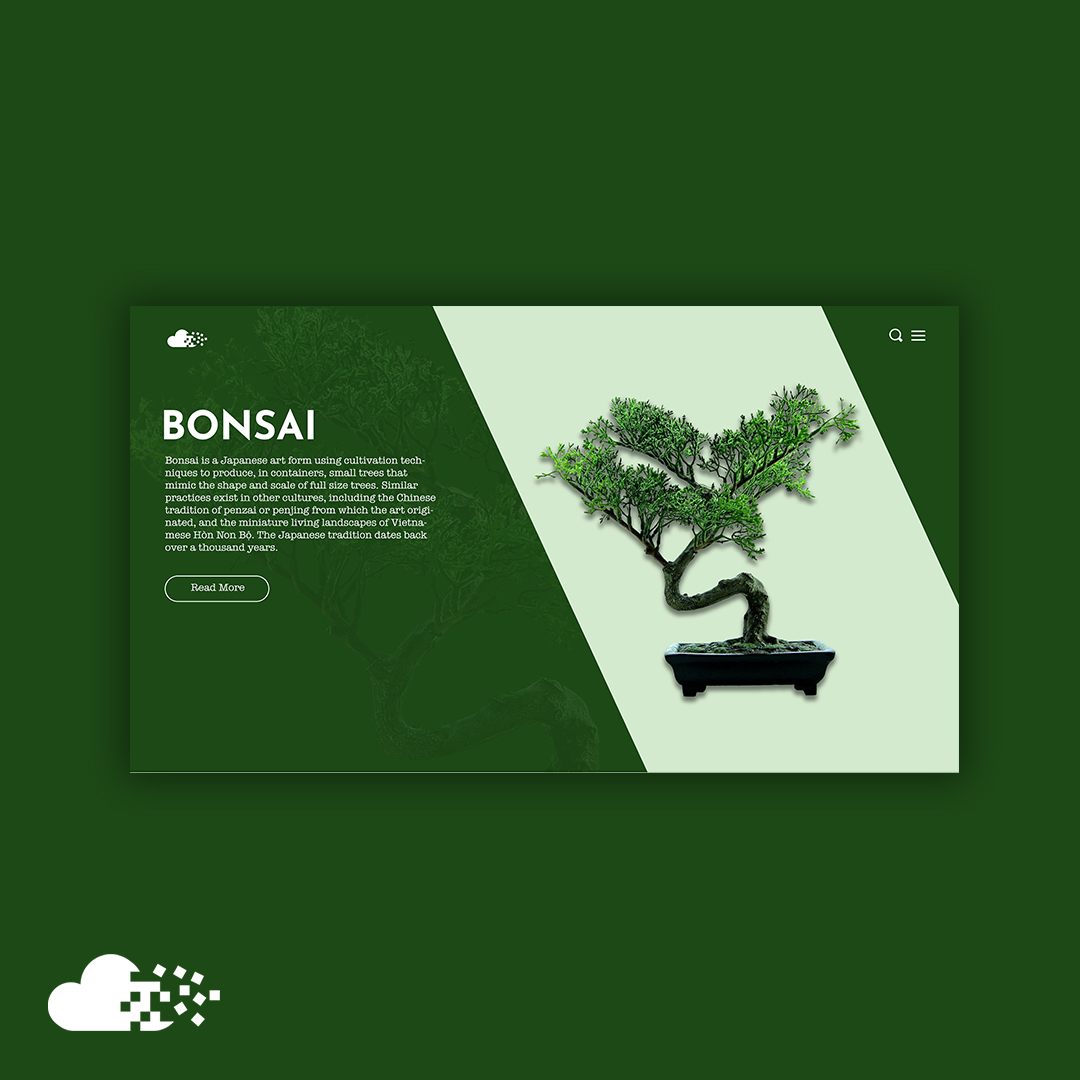 BONSAI
Bonsai is a Japanese art form using cultivation tech-
niques to produce, in containers, small trees that
mimic the shape and scale of full size trees. Similar
practices exist in other cultures, including the Chinese
tradition of penzai or penjing from which the art origi-
nated, and the miniature living landscapes of Vietna-
mese Hòn Non Bộ. The Japanese tradition dates back
over a thousand years.
Read More